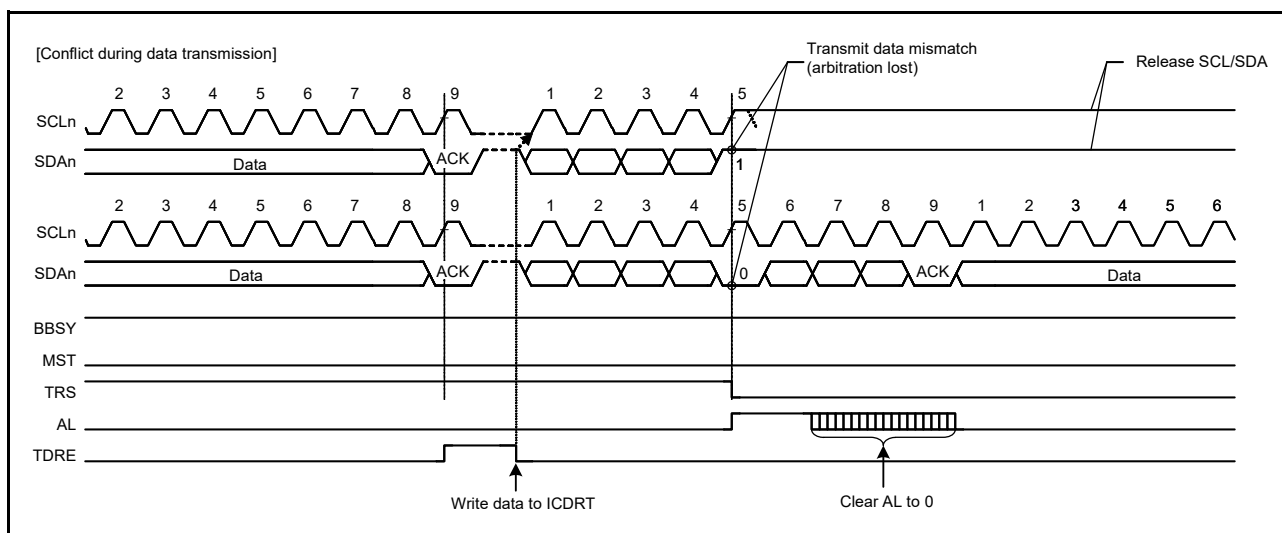 [Conflict during data transmission]
Transmit data mismatch
(arbitration lost)
Release SCL/SDA
2 3 4 5 6 7 8 9 1 2 3 4 5
SCLn
SDAn Data ACK 1
2 3 4 5 6 7 8 9 1 2 3 4 5 6 7 8 9 1 2 3 4 5 6
SCLn
SDAn Data ACK 0 ACK Data
BBSY
MST
TRS
AL
TDRE
Write data to ICDRT
Clear AL to 0